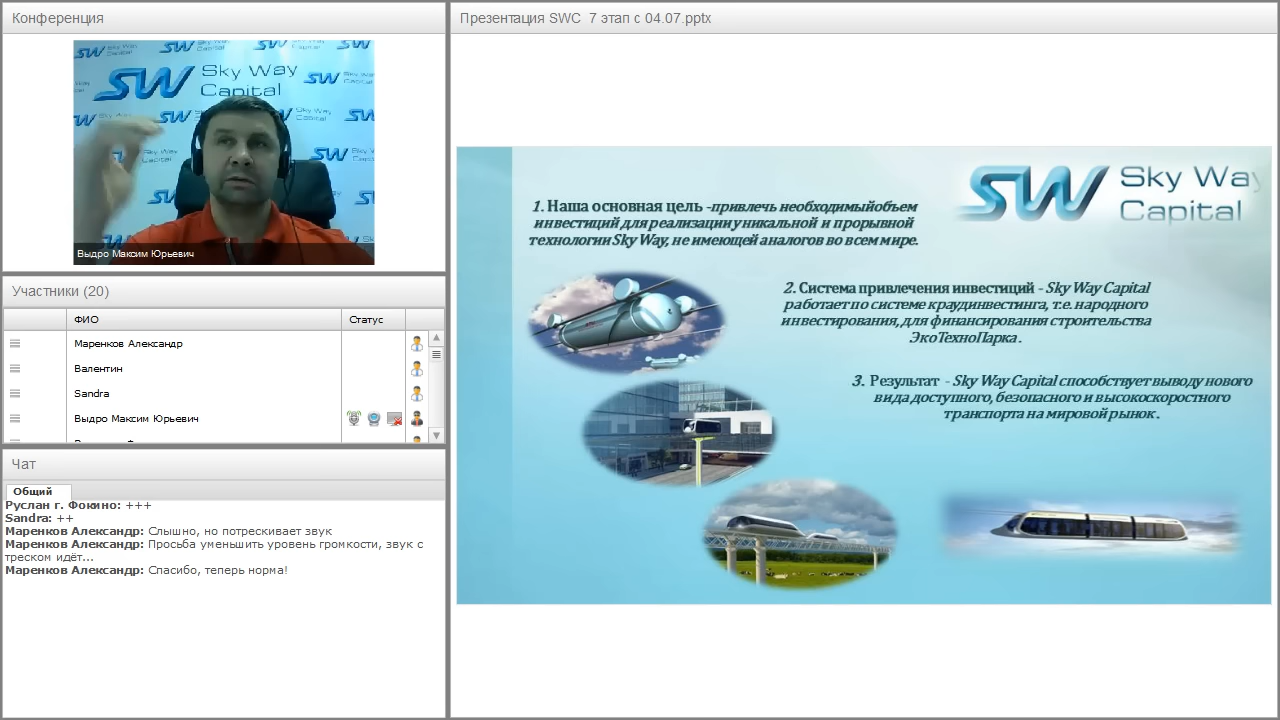 Конференция
Sky Way
Capital
SW
Выдро Максим Юрьевич
Участники (20)
ФИО
Статус
Маренков Александр
Валентин
Sandra
Выдро Максим Юрьевич
Чат
Общий
Руслан г. Фокино: +++
Sandra: ++
Маренков Александр: Слышно, но потрескивает звук
Маренков Александр: Просьба уменьшить уровень громкости, звук с
треском идёт...
Маренков Александр: Спасибо, теперь норма!
Презентация SWC 7 этап с 04.07.pptx
SW Sky Way
Capital
1. Наша основная цель -привлечь необходимыйобъем
инвестиций для реализации уникальной и прорывной
технологии Sky Way, не имеющей аналогов во всем мире.
2. Система привлечения инвестиций - Sky Way Capital
работает по системе краудинвестинга, т.е. народного
инвестирования, для финансирования строительства
ЭкоТехноПарка .
3. Результат - Sky Way Capital способствует выводу нового
вида доступного, безопасного и высокоскоростного
транспорта на мировой рынок .